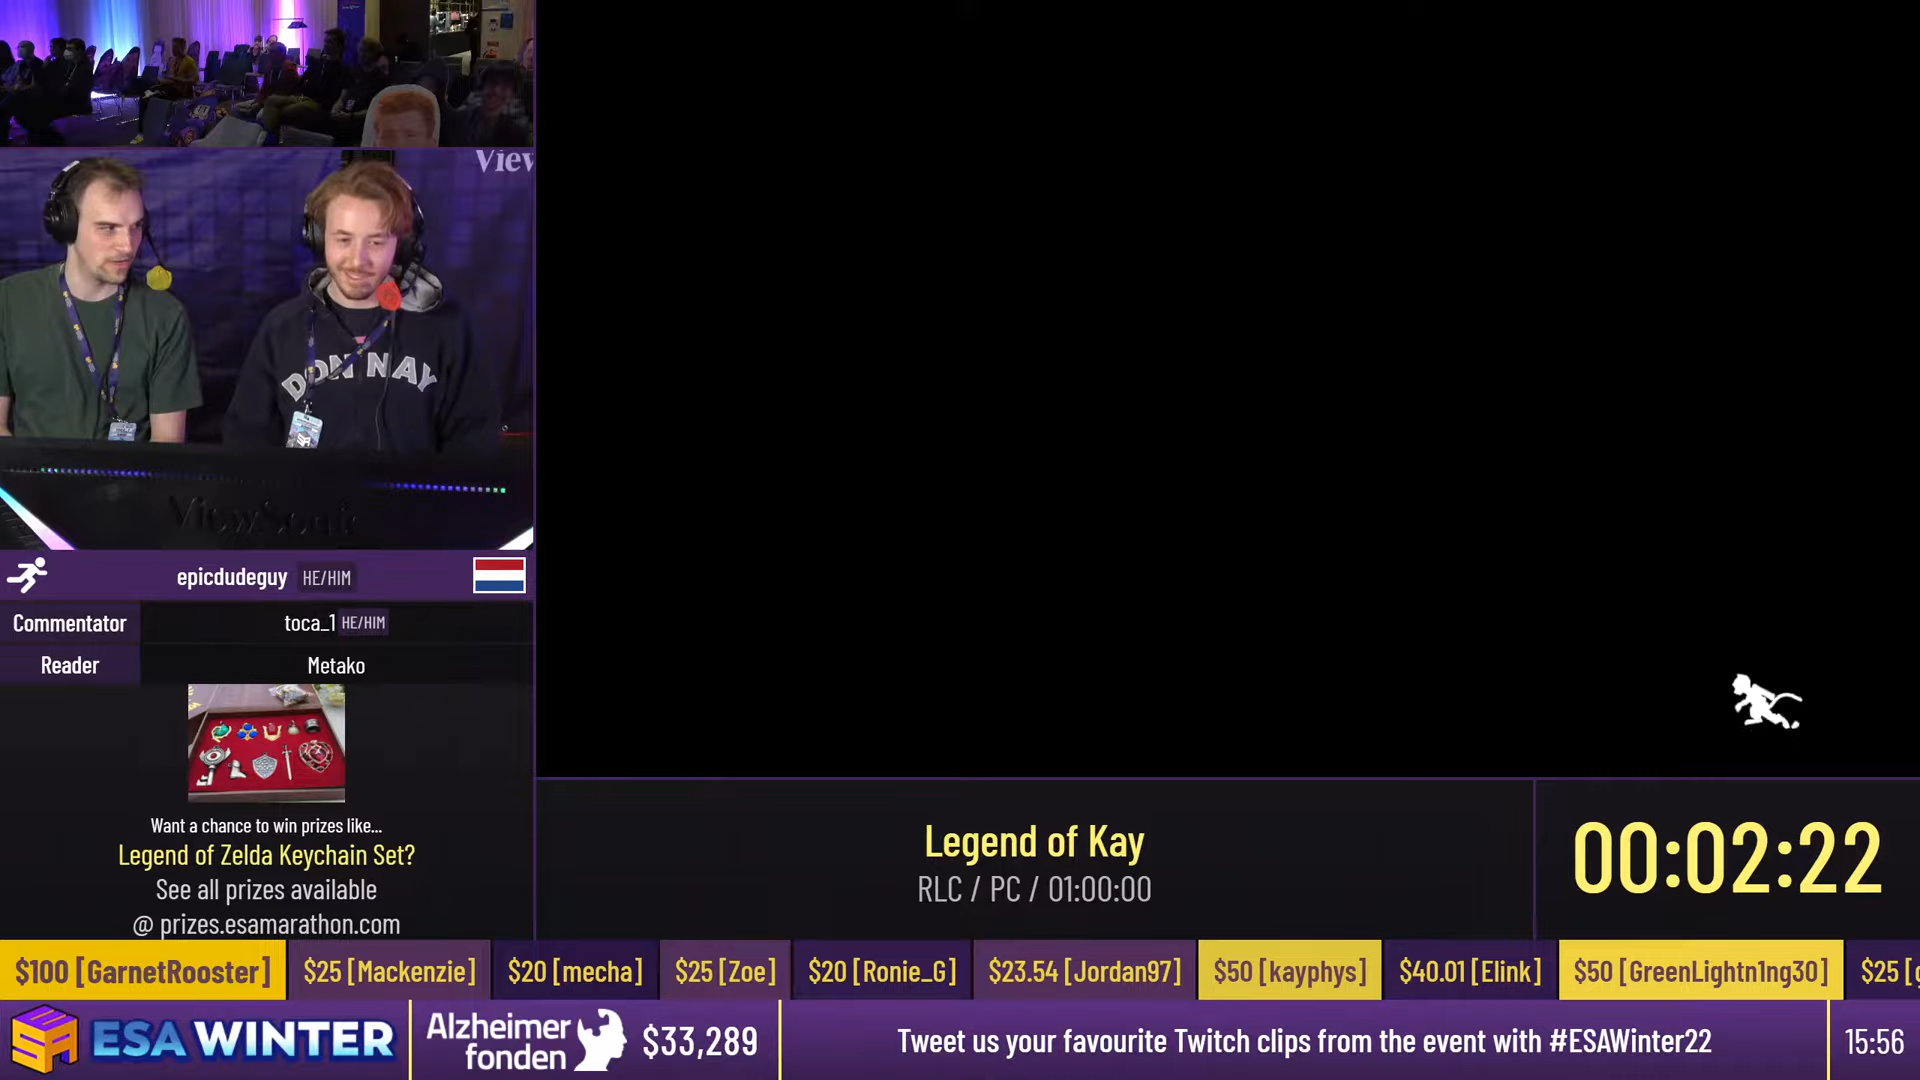 View
DONNAY
ViewSonic
epicdudeguy HE/HIM
Commentator toca_1 HE/HIM
Reader Metako
Want a chance to win prizes like...
Legend of Zelda Keychain Set?
See all prizes available
@ prizes.esamarathon.com
Legend of Kay
RLC / PC / 01:00:00
00:02:22
$100 [GarnetRooster] $25 [Mackenzie] $20 [mecha] $25 [Zoe] $20 [Ronie_G] $23.54 [Jordan97] $50 [kayphys] $40.01 [Elink] $50 [GreenLightn1ng30] $25 [
ESA WINTER
Alzheimer
fonden
$33,289
Tweet us your favourite Twitch clips from the event with #ESAWinter22
15:56